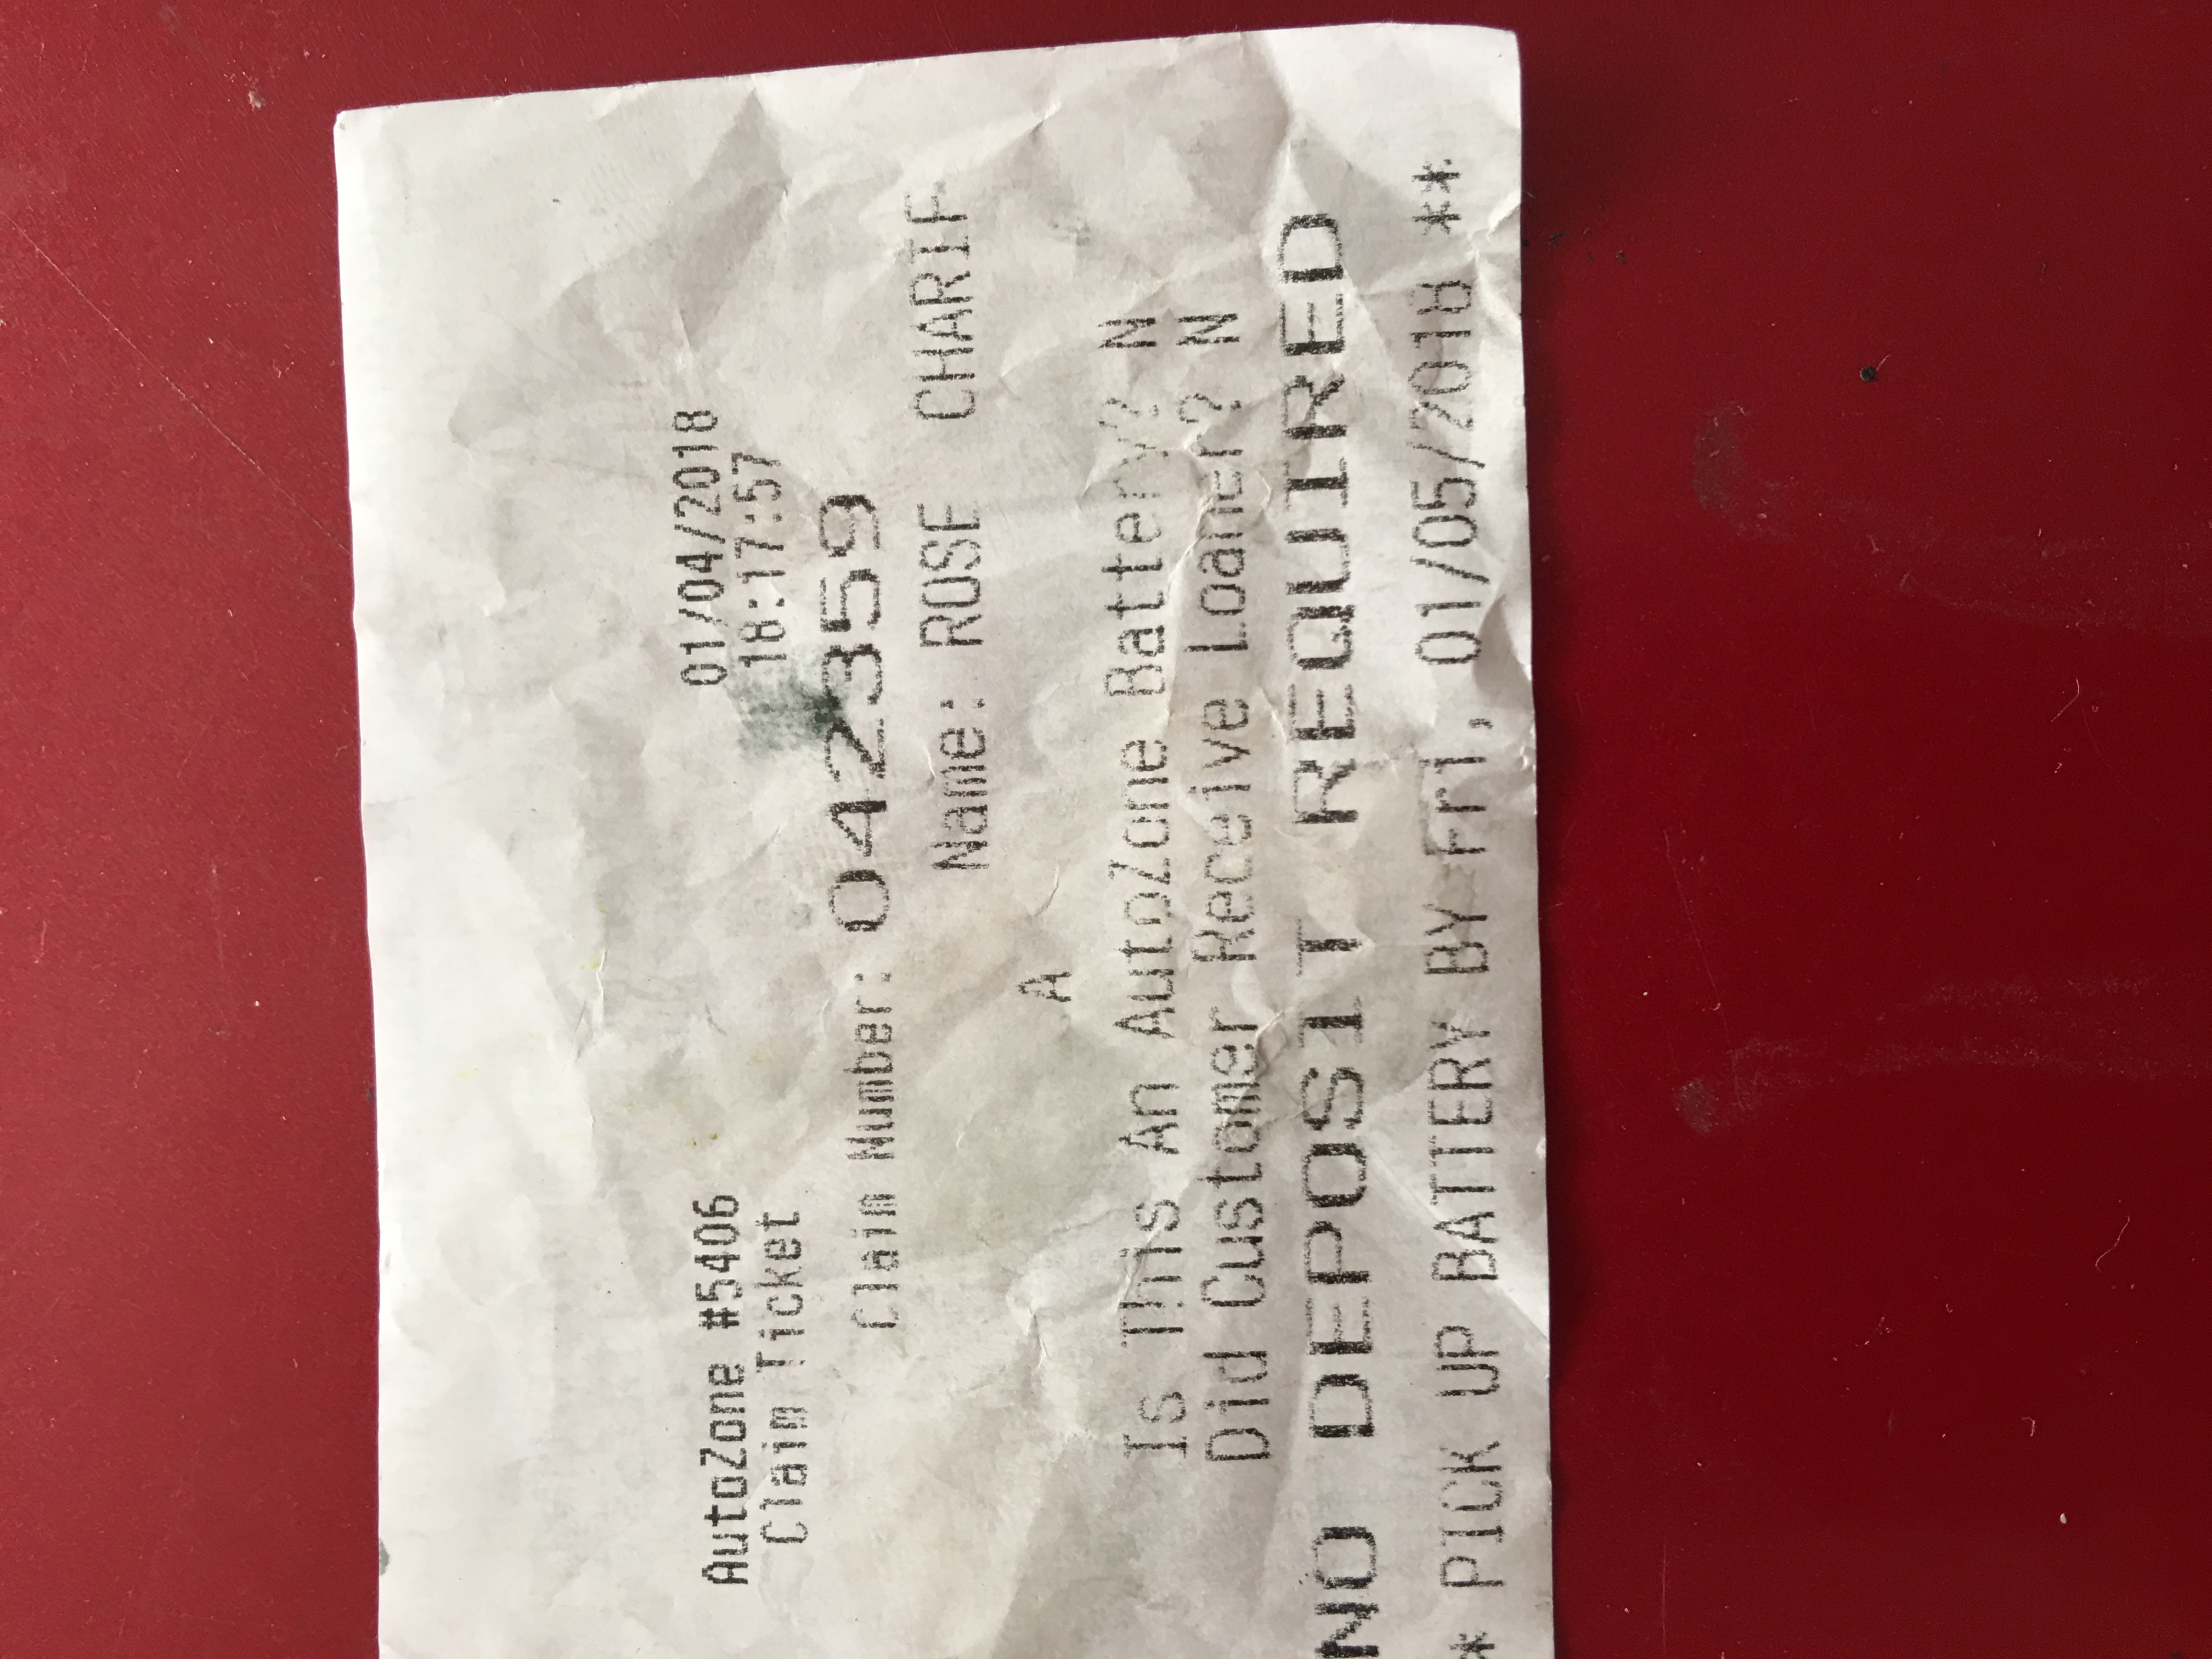 AutoZone #5406 01/04/2018
Claim Ticket 18:17:57
Claim Number: 0423559
Name: ROSE CHARIF
A
Is This An AutoZone Battery? N
Did Customer Receive Loaner? N
NO DEPOSIT REQUIRED
* PICK UP BATTERY BY Fri, 01/05/2018 **